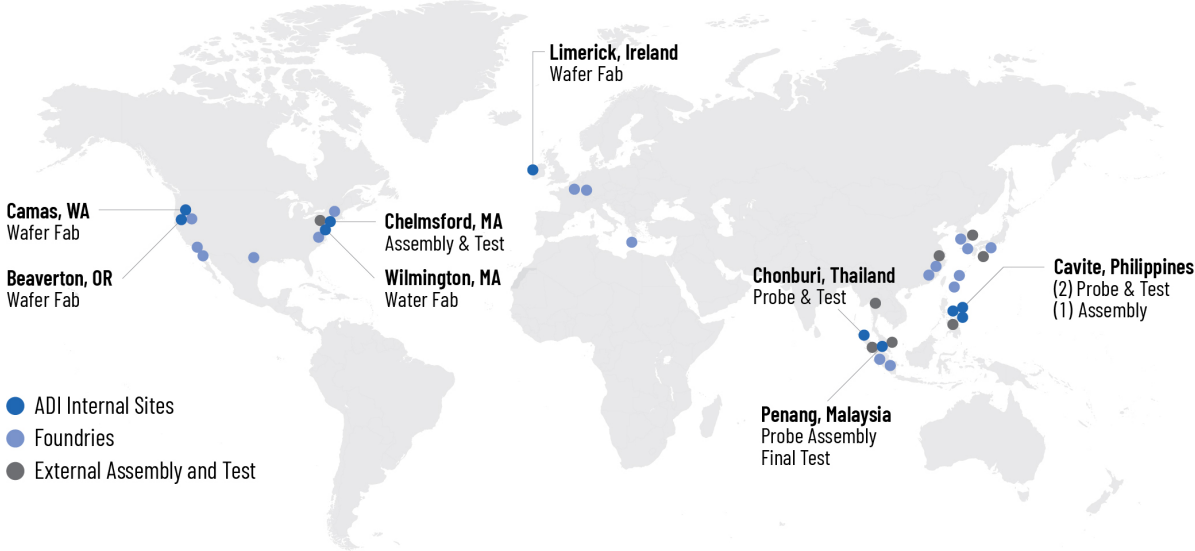 Limerick, Ireland
Wafer Fab
Camas, WA
Wafer Fab
Beaverton, OR
Wafer Fab
Chelmsford, MA
Assembly & Test
Wilmington, MA
Water Fab
Chonburi, Thailand
Probe & Test
Cavite, Philippines
(2) Probe & Test
(1) Assembly
Penang, Malaysia
Probe Assembly
Final Test
ADI Internal Sites
Foundries
External Assembly and Test